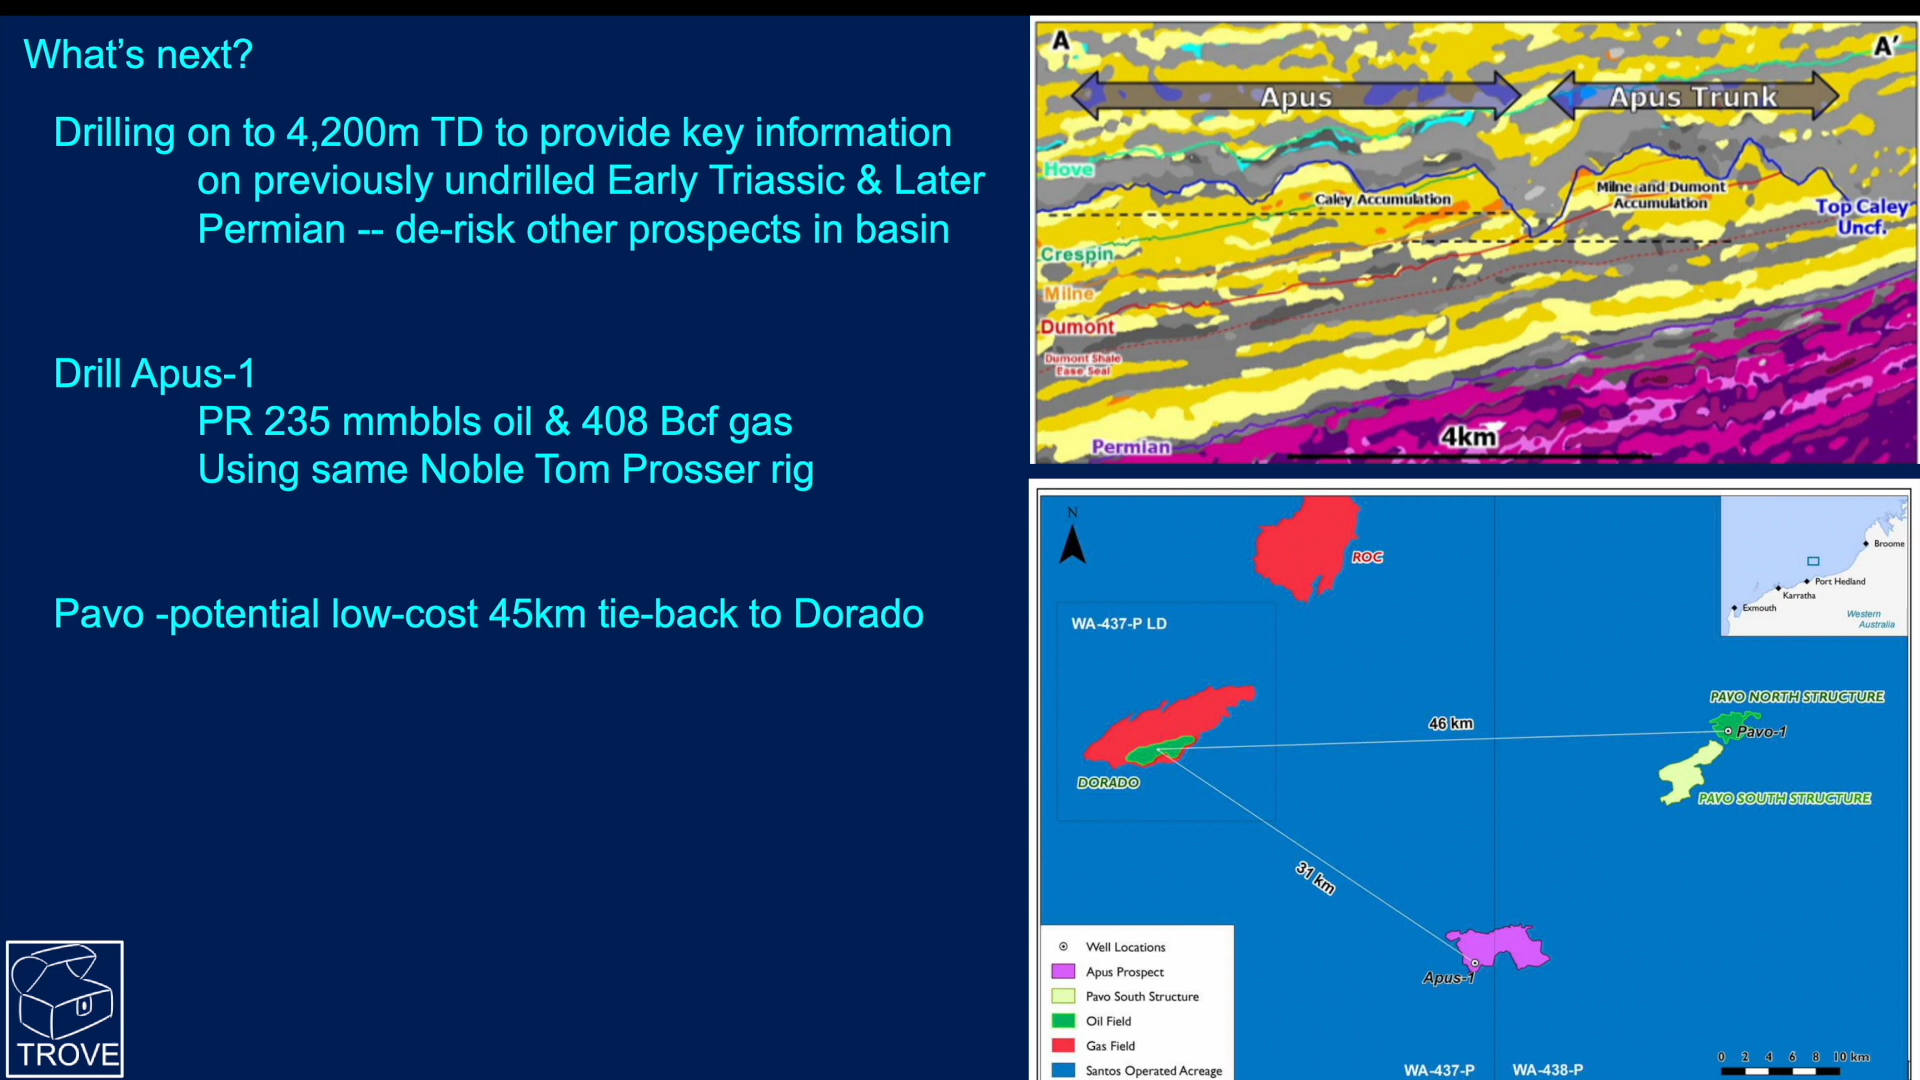 What's next?
Drilling on to 4,200m TD to provide key information
on previously undrilled Early Triassic & Later
Permian -- de-risk other prospects in basin
Drill Apus-1
PR 235 mmbbls oil & 408 Bcf gas
Using same Noble Tom Prosser rig
Pavo -potential low-cost 45km tie-back to Dorado
TROVE
A
A'
Apus
Apus Trunk
Hove
Caley Accumulation
Milne and Dumont
Accumulation
Top Caley
Uncf.
Crespin
Milne
Dumont
Dumont Shale
Base Seal
Permian
4km
N
ROC
Broome
Port Hedland
Karratha
Exmouth
Western
Australia
WA-437-P LD
PAVO NORTH STRUCTURE
46 km
Pavo-1
DORADO
PAVO SOUTH STRUCTURE
31 km
Apus-1
Well Locations
Apus Prospect
Pavo South Structure
Oil Field
Gas Field
Santos Operated Acreage
WA-437-P
WA-438-P
0 2 4 6 8 10 km